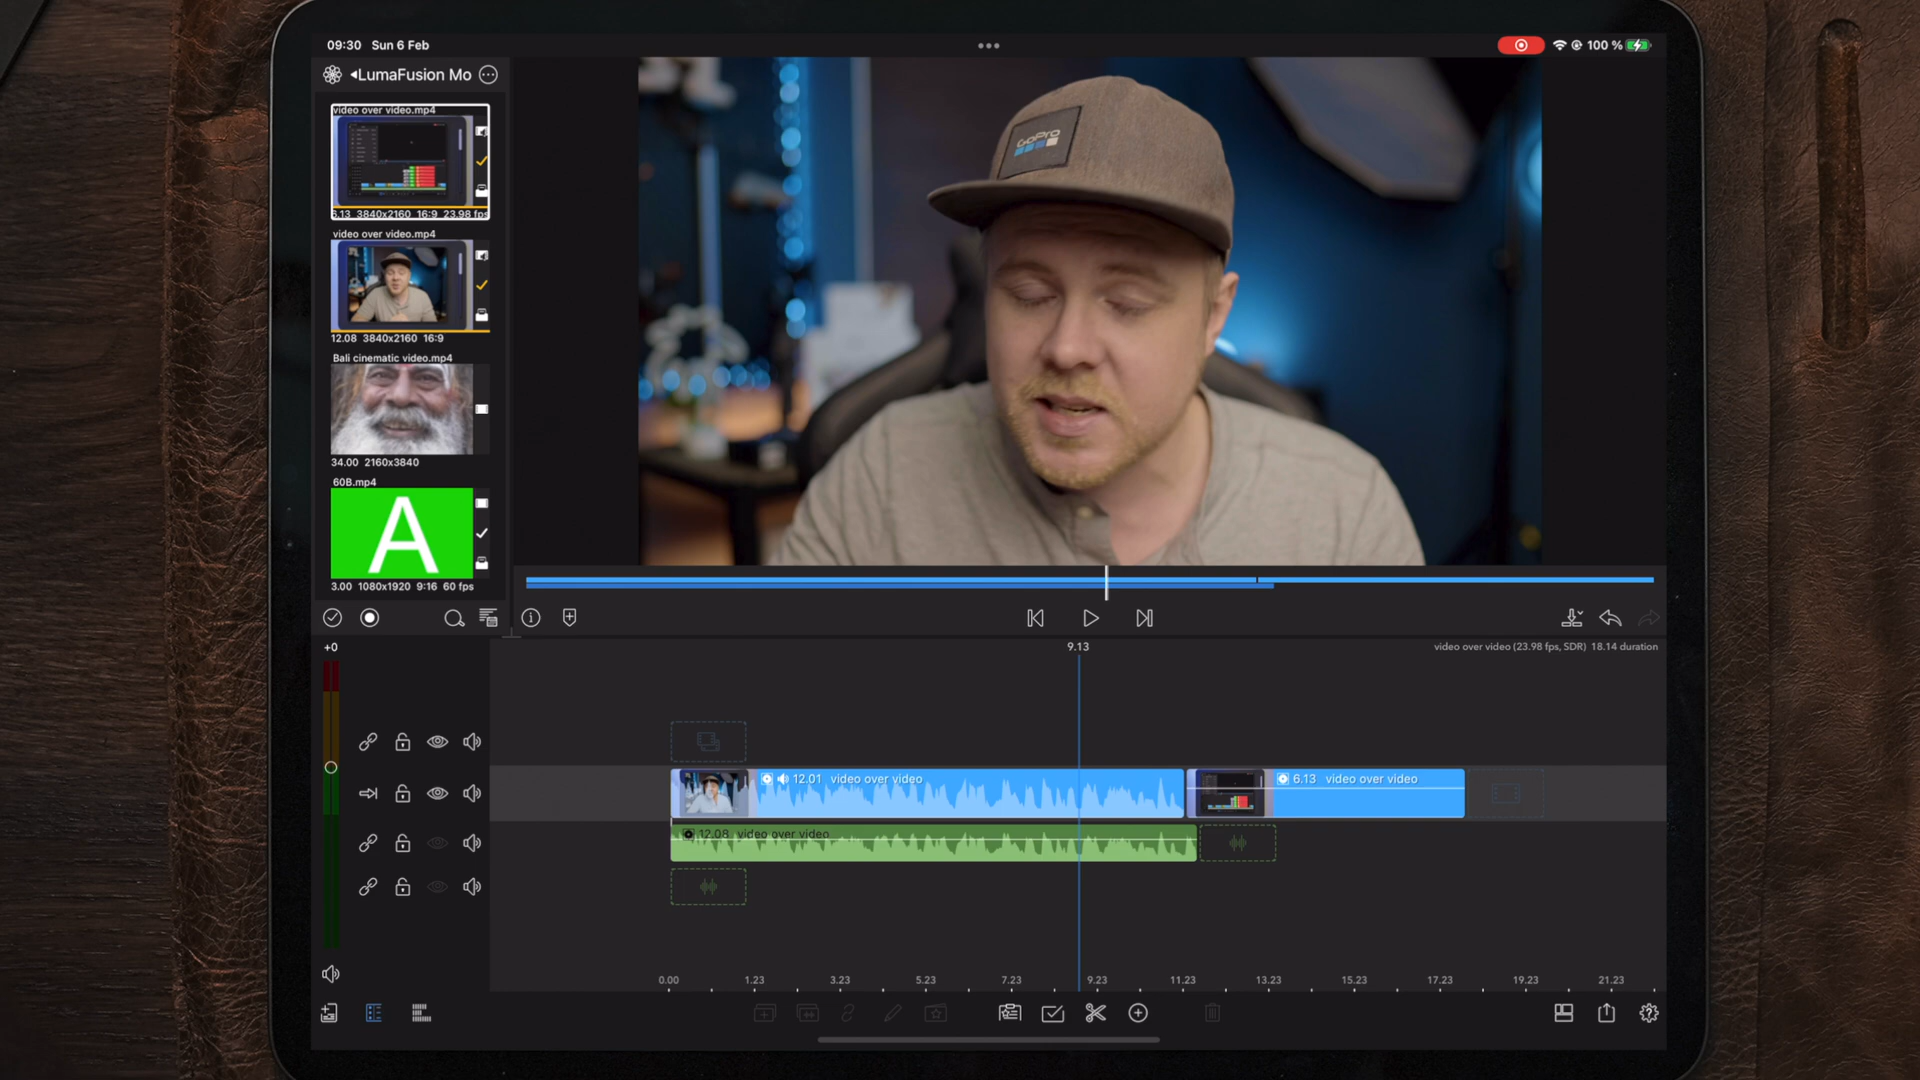 09:30 Sun 6 Feb
100 %
LumaFusion Mo
video over video.mp4
6.13 3840x2160 16:9 23.98 fps
video over video.mp4
12.08 3840x2160 16:9
Bali cinematic video.mp4
34.00 2160x3840
60B.mp4
A
3.00 1080x1920 9:16 60 fps
GoPro
+0
9.13
video over video (23.98 fps, SDR) 18.14 duration
12.01 video over video
6.13 video over video
12.08 video over video
0.00 1.23 3.23 5.23 7.23 9.23 11.23 13.23 15.23 17.23 19.23 21.23